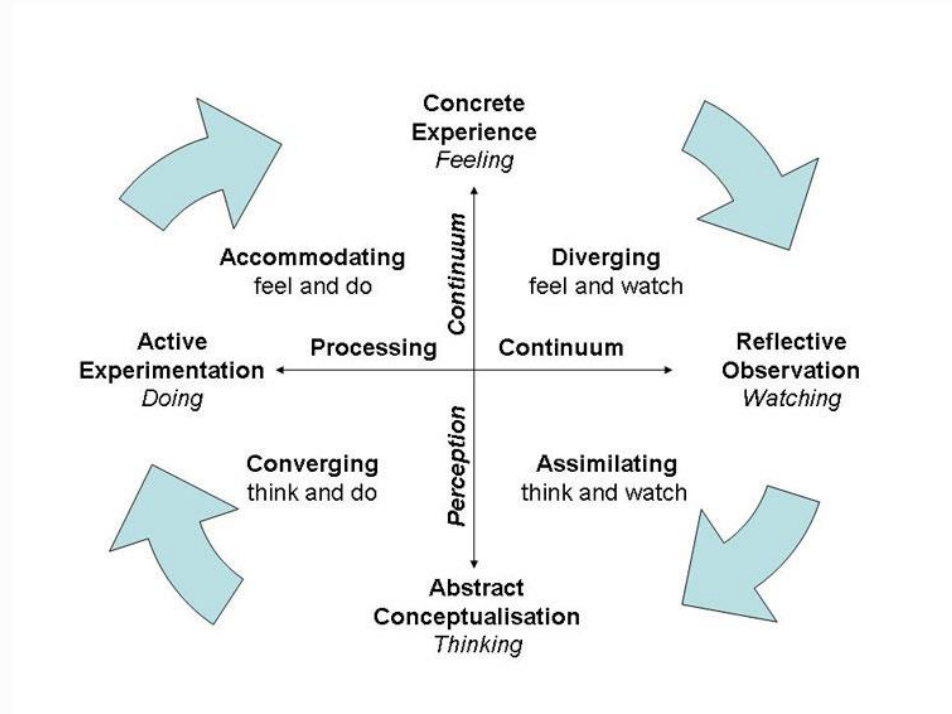 Concrete
Experience
Feeling
Continuum
Accommodating
feel and do
Diverging
feel and watch
Active
Experimentation
Doing
Processing
Continuum
Reflective
Observation
Watching
Perception
Converging
think and do
Assimilating
think and watch
Abstract
Conceptualisation
Thinking